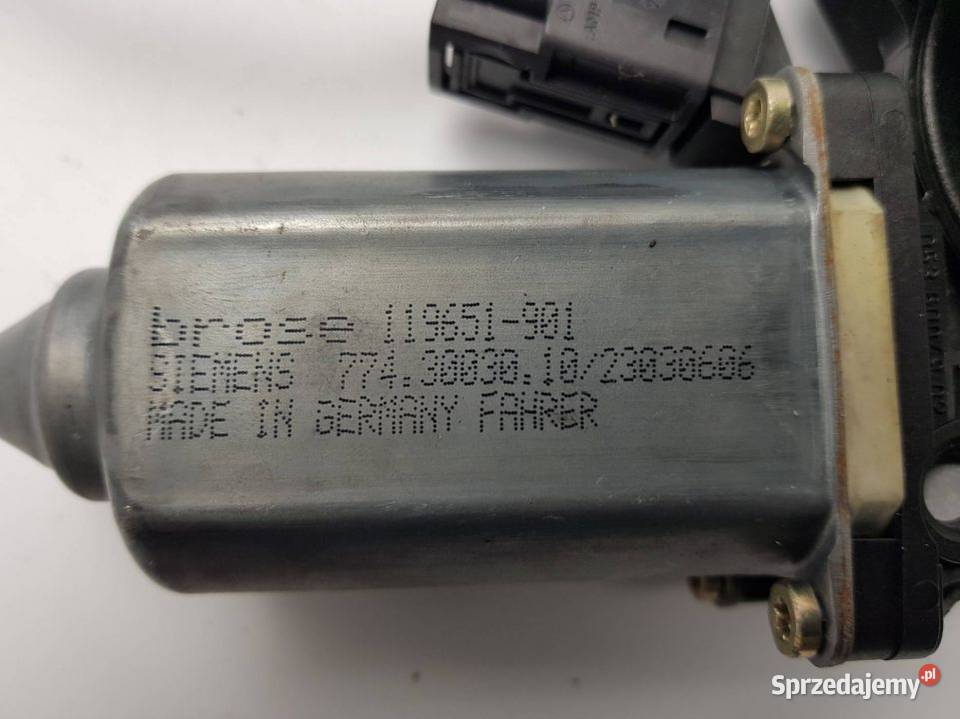 brose 119651-901
SIEMENS 774.30030.10/23030606
MADE IN GERMANY FAHRER
Sprzedajemy.pl